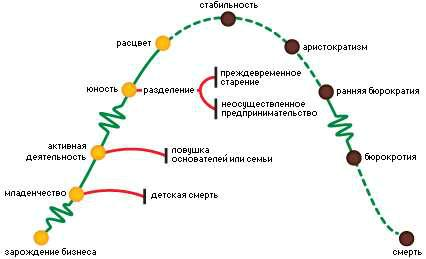 стабильность
расцвет
аристократизм
преждевременное
старение
юность
разделение
ранняя бюрократия
неосуществленное
предпринимательство
активная
деятельность
ловушка
основателей или семьи
бюрокротия
младенчество
детская смерть
зарождение бизнеса
смерть